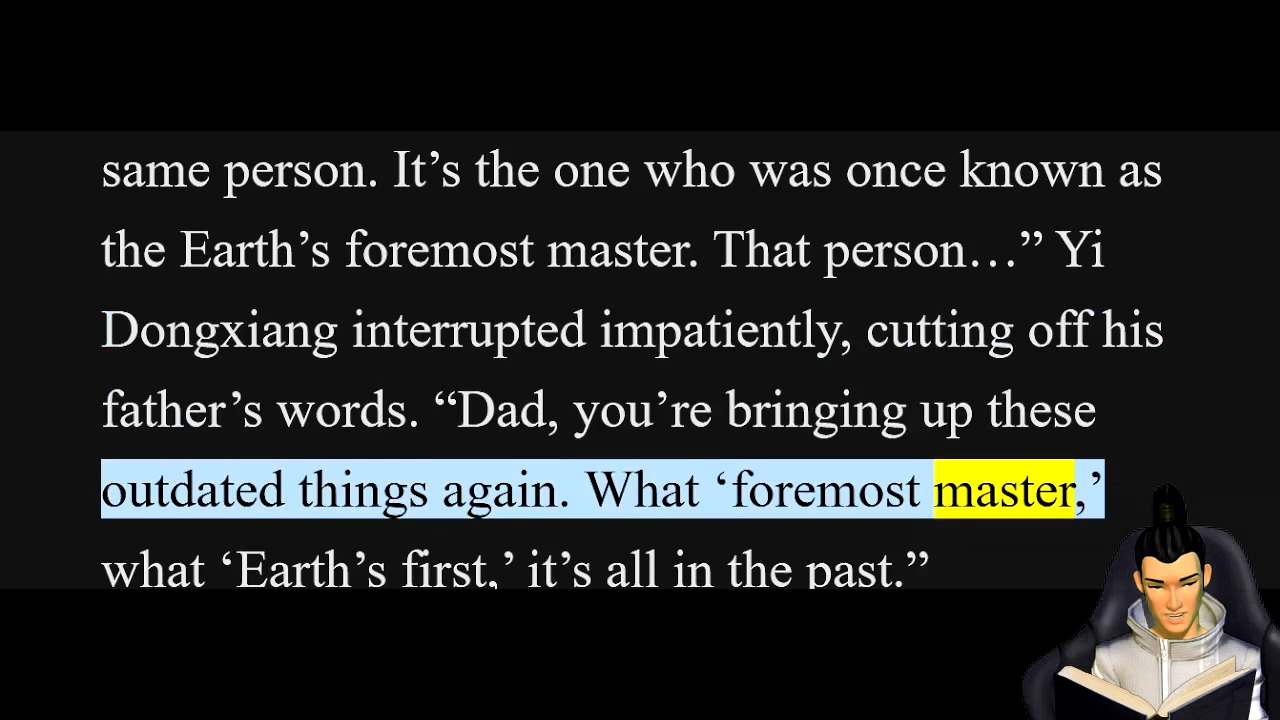 same person. It’s the one who was once known as
the Earth’s foremost master. That person…” Yi
Dongxiang interrupted impatiently, cutting off his
father’s words. “Dad, you’re bringing up these
outdated things again. What ‘foremost master,’
what ‘Earth’s first,’ it’s all in the past.”